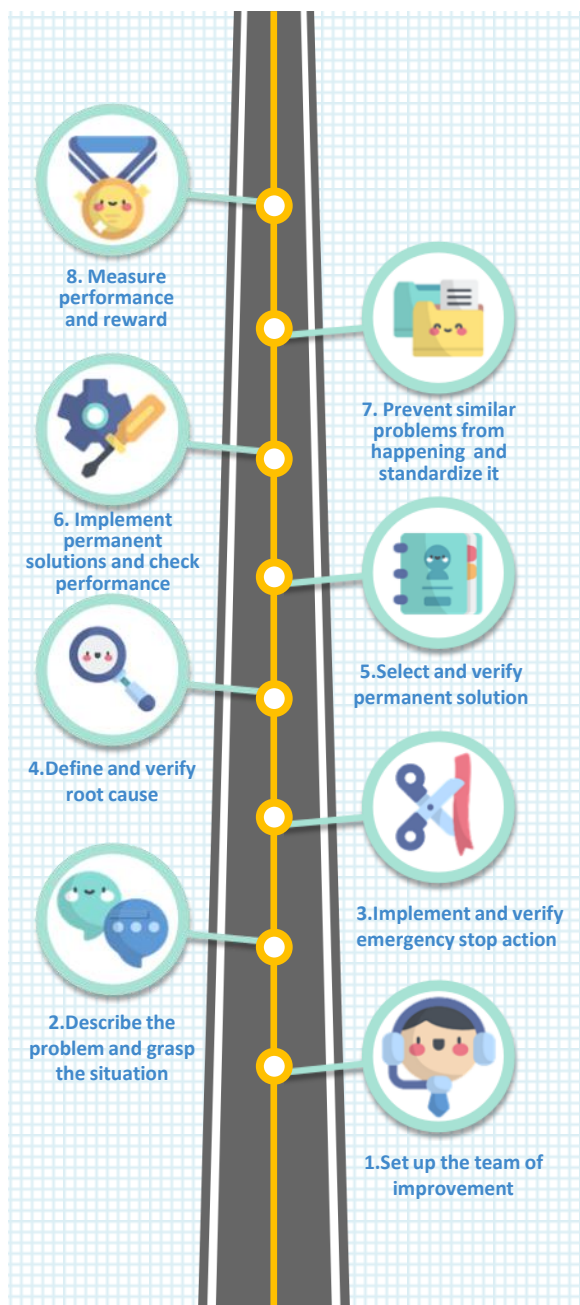 8. Measure
performance
and reward
7. Prevent similar
problems from
happening and
standardize it
6. Implement
permanent
solutions and check
performance
5.Select and verify
permanent solution
4.Define and verify
root cause
3.Implement and verify
emergency stop action
2.Describe the
problem and grasp
the situation
1.Set up the team of
improvement